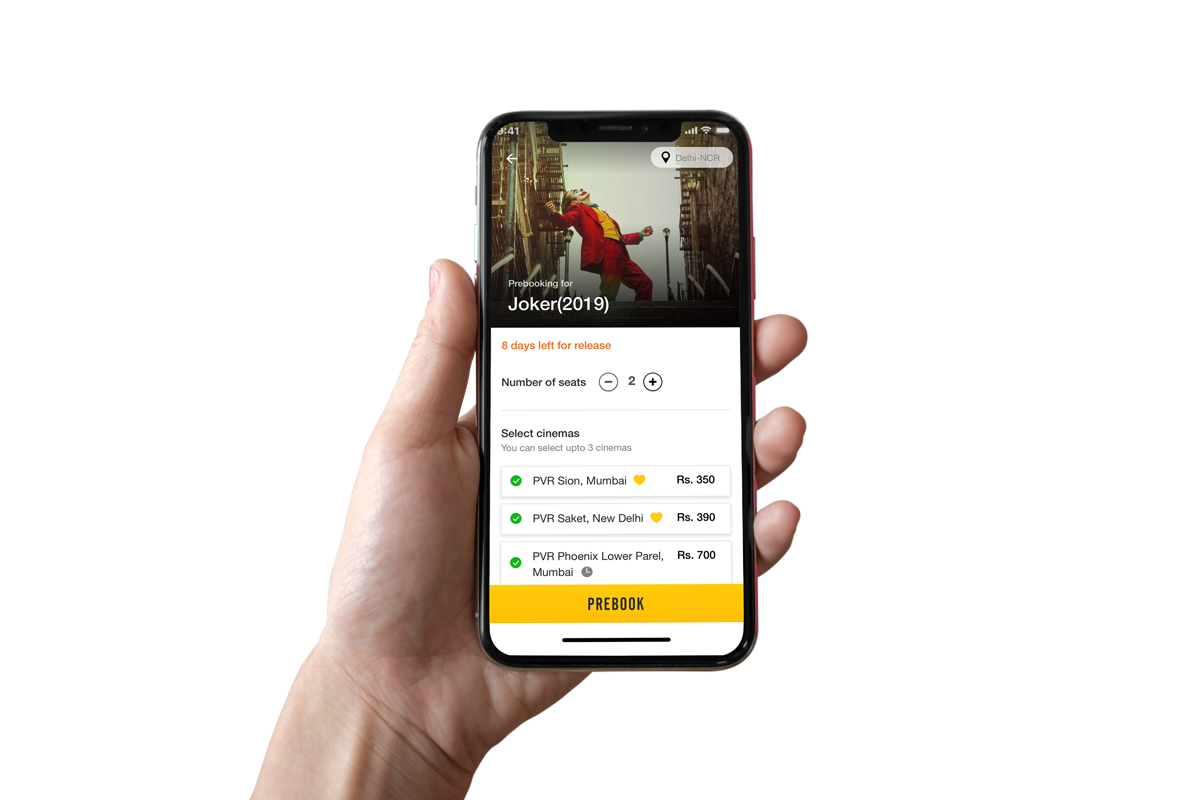 9:41
Delhi-NCR
Prebooking for
Joker(2019)
8 days left for release
Number of seats 2
Select cinemas
You can select upto 3 cinemas
PVR Sion, Mumbai Rs. 350
PVR Saket, New Delhi Rs. 390
PVR Phoenix Lower Parel, Rs. 700
Mumbai
PREBOOK